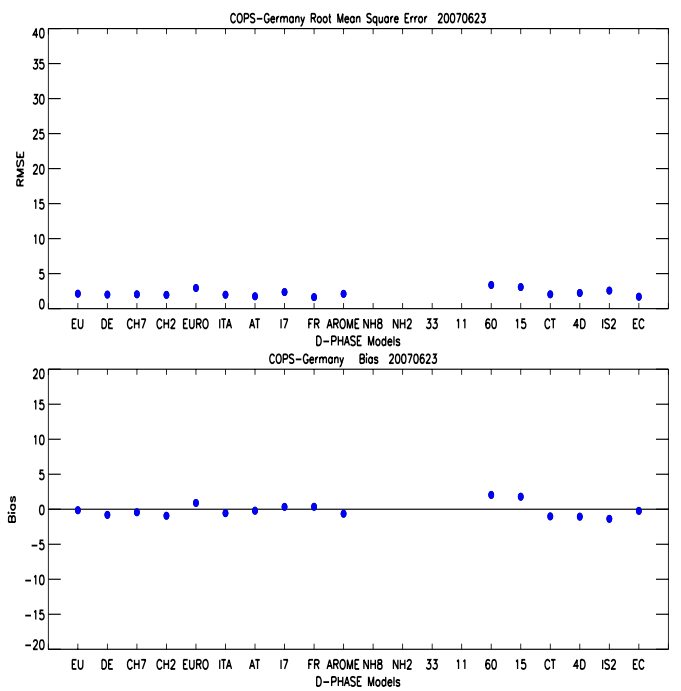 COPS-Germany Root Mean Square Error 20070623
40
35
30
25
20
15
10
5
0
RMSE
EU DE CH7 CH2 EURO ITA AT I7 FR AROME NH8 NH2 33 11 60 15 CT 4D IS2 EC
D-PHASE Models
COPS-Germany Bias 20070623
20
15
10
5
0
-5
-10
-15
-20
Bias
EU DE CH7 CH2 EURO ITA AT I7 FR AROME NH8 NH2 33 11 60 15 CT 4D IS2 EC
D-PHASE Models